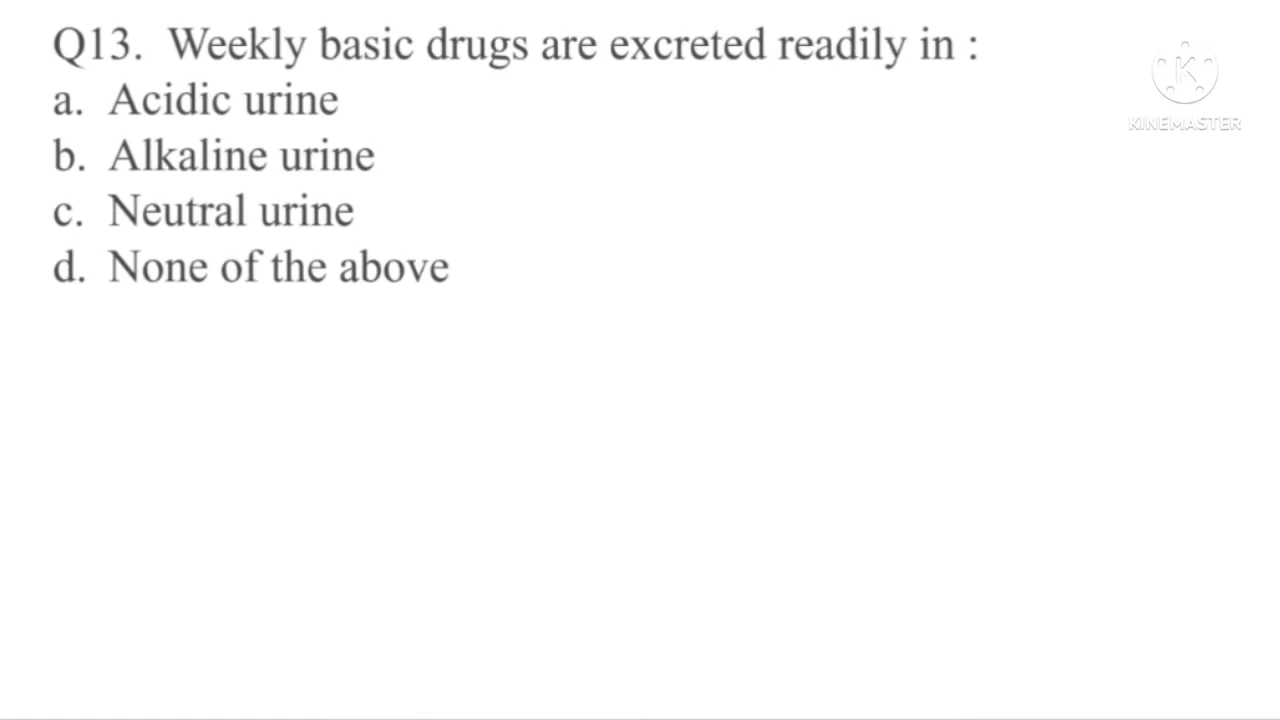 Q13. Weekly basic drugs are excreted readily in :
a. Acidic urine
b. Alkaline urine
c. Neutral urine
d. None of the above
K
KINEMASTER